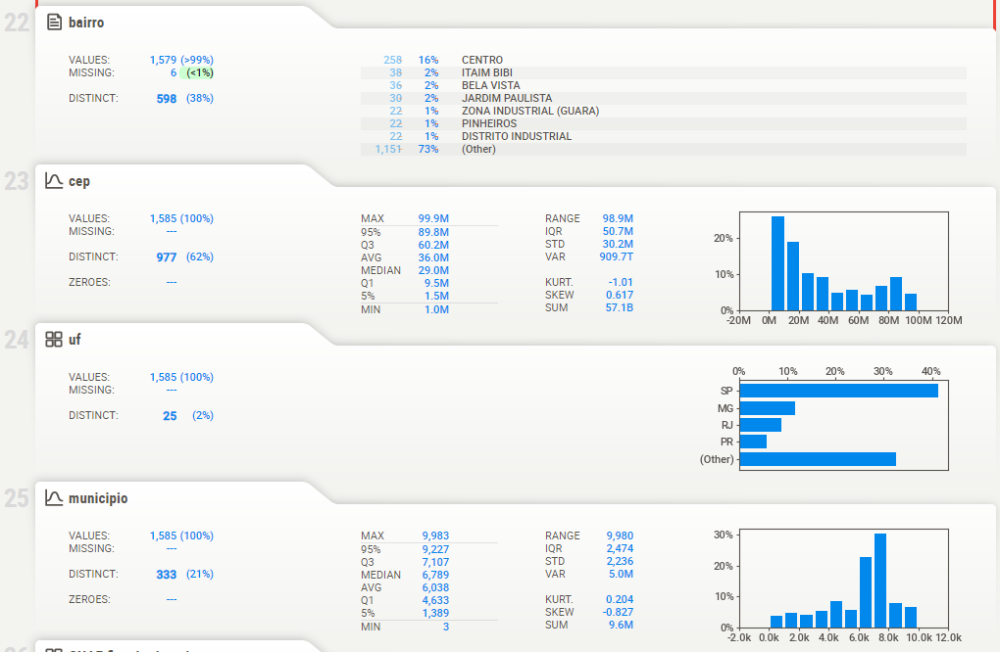 22 bairro
VALUES: 1,579 (>99%)
MISSING: 6 (<1%)
DISTINCT: 598 (38%)
258 16% CENTRO
38 2% ITAIM BIBI
36 2% BELA VISTA
30 2% JARDIM PAULISTA
22 1% ZONA INDUSTRIAL (GUARA)
22 1% PINHEIROS
22 1% DISTRITO INDUSTRIAL
1,151 73% (Other)
23 cep
VALUES: 1,585 (100%)
MISSING: ---
DISTINCT: 977 (62%)
ZEROES: ---
MAX 99.9M
95% 89.8M
Q3 60.2M
AVG 36.0M
MEDIAN 29.0M
Q1 9.5M
5% 1.5M
MIN 1.0M
RANGE 98.9M
IQR 50.7M
STD 30.2M
VAR 909.7T
KURT. -1.01
SKEW 0.617
SUM 57.1B
20%
10%
0%
-20M 0M 20M 40M 60M 80M 100M 120M
24 uf
VALUES: 1,585 (100%)
MISSING: ---
DISTINCT: 25 (2%)
0% 10% 20% 30% 40%
SP
MG
RJ
PR
(Other)
25 municipio
VALUES: 1,585 (100%)
MISSING: ---
DISTINCT: 333 (21%)
ZEROES: ---
MAX 9,983
95% 9,227
Q3 7,107
MEDIAN 6,789
AVG 6,038
Q1 4,633
5% 1,389
MIN 3
RANGE 9,980
IQR 2,474
STD 2,236
VAR 5.0M
KURT. 0.204
SKEW -0.827
SUM 9.6M
30%
20%
10%
0%
-2.0k 0.0k 2.0k 4.0k 6.0k 8.0k 10.0k 12.0k